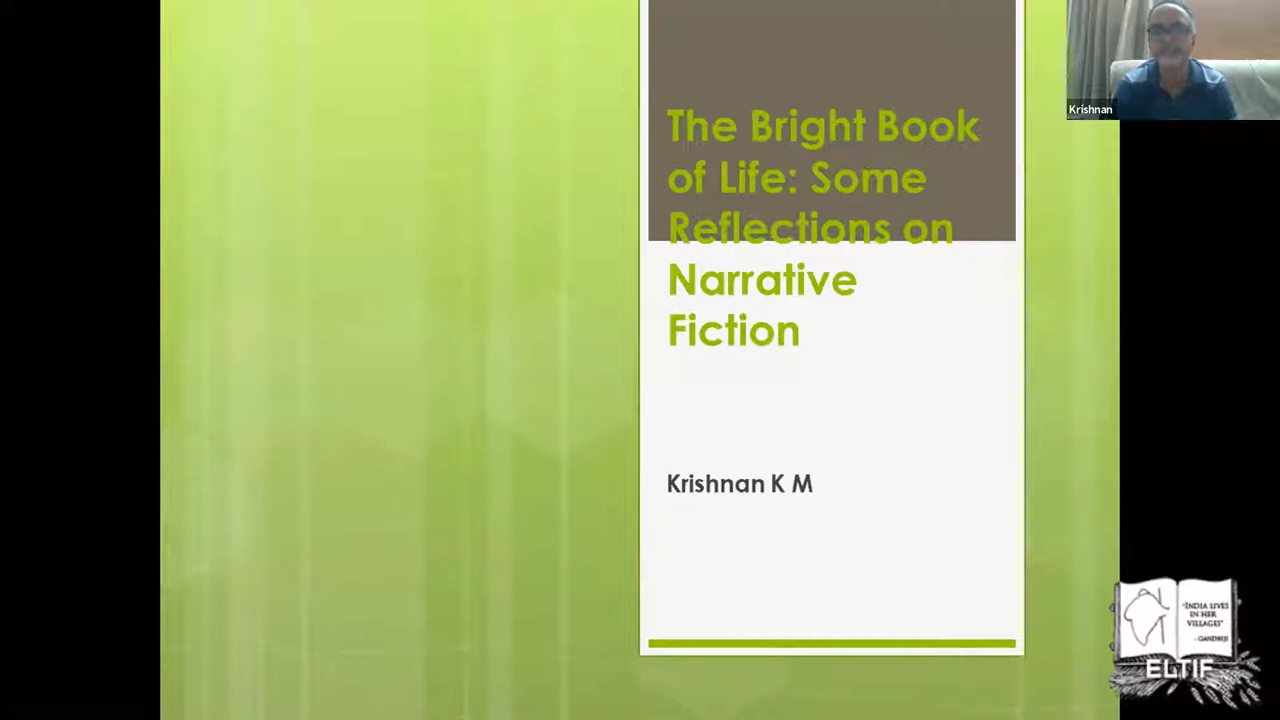 The Bright Book
of Life: Some
Reflections on
Narrative
Fiction
Krishnan K M
Krishnan
"INDIA LIVES
IN HER
VILLAGES"
- GANDHIJI
ELTIF